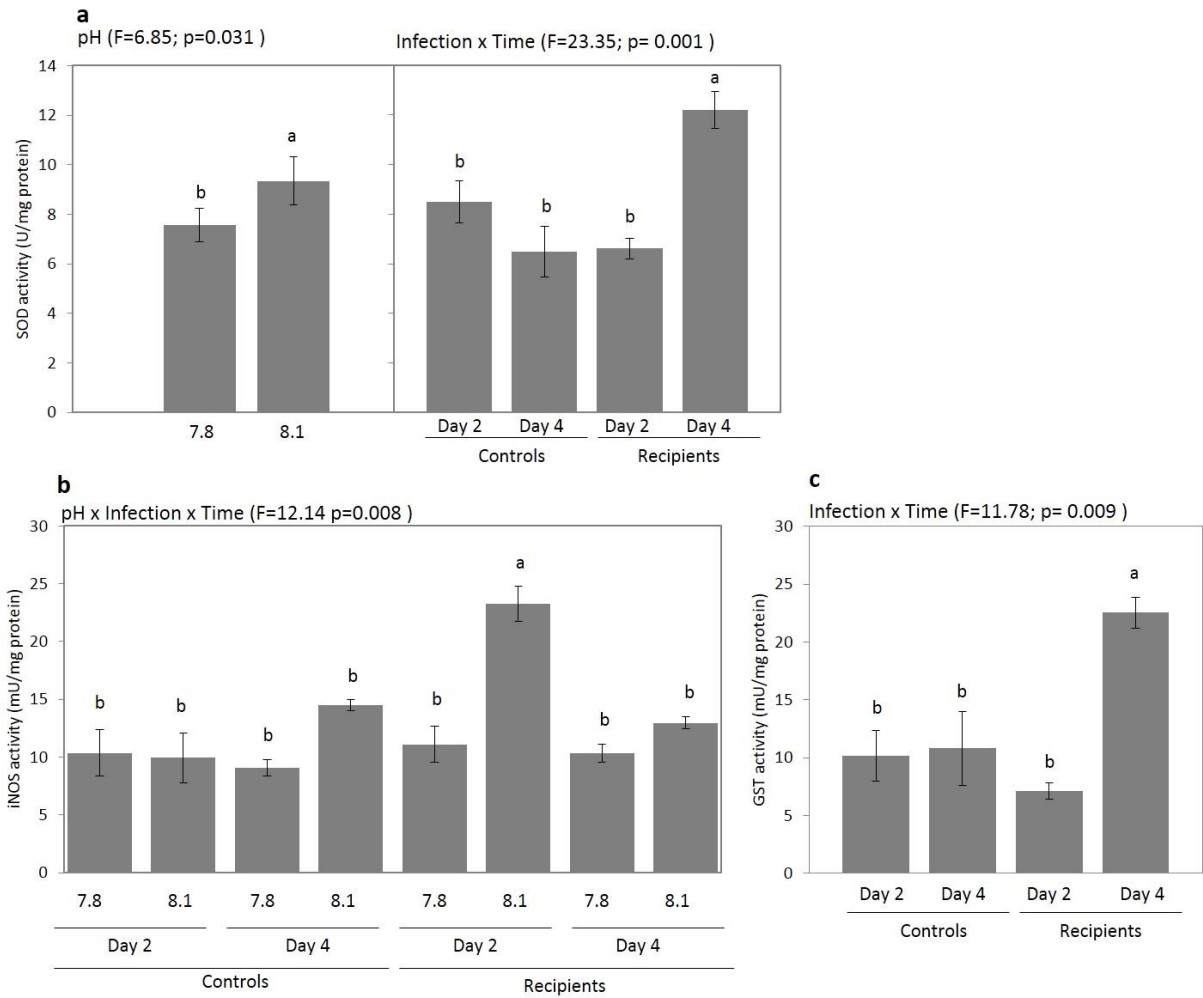 a
pH (F=6.85; p=0.031 )
Infection x Time (F=23.35; p= 0.001 )
SOD activity (U/mg protein)
14
12
10
8
6
4
2
0
b
a
b
b
b
a
7.8 8.1
Day 2 Day 4 Day 2 Day 4
Controls Recipients
b
pH x Infection x Time (F=12.14 p=0.008 )
iNOS activity (mU/mg protein)
30
25
20
15
10
5
0
b
b
b
b
b
a
b
b
7.8 8.1 7.8 8.1 7.8 8.1 7.8 8.1
Day 2 Day 4 Day 2 Day 4
Controls Recipients
c
Infection x Time (F=11.78; p= 0.009 )
GST activity (mU/mg protein)
30
25
20
15
10
5
0
b
b
b
a
Day 2 Day 4 Day 2 Day 4
Controls Recipients